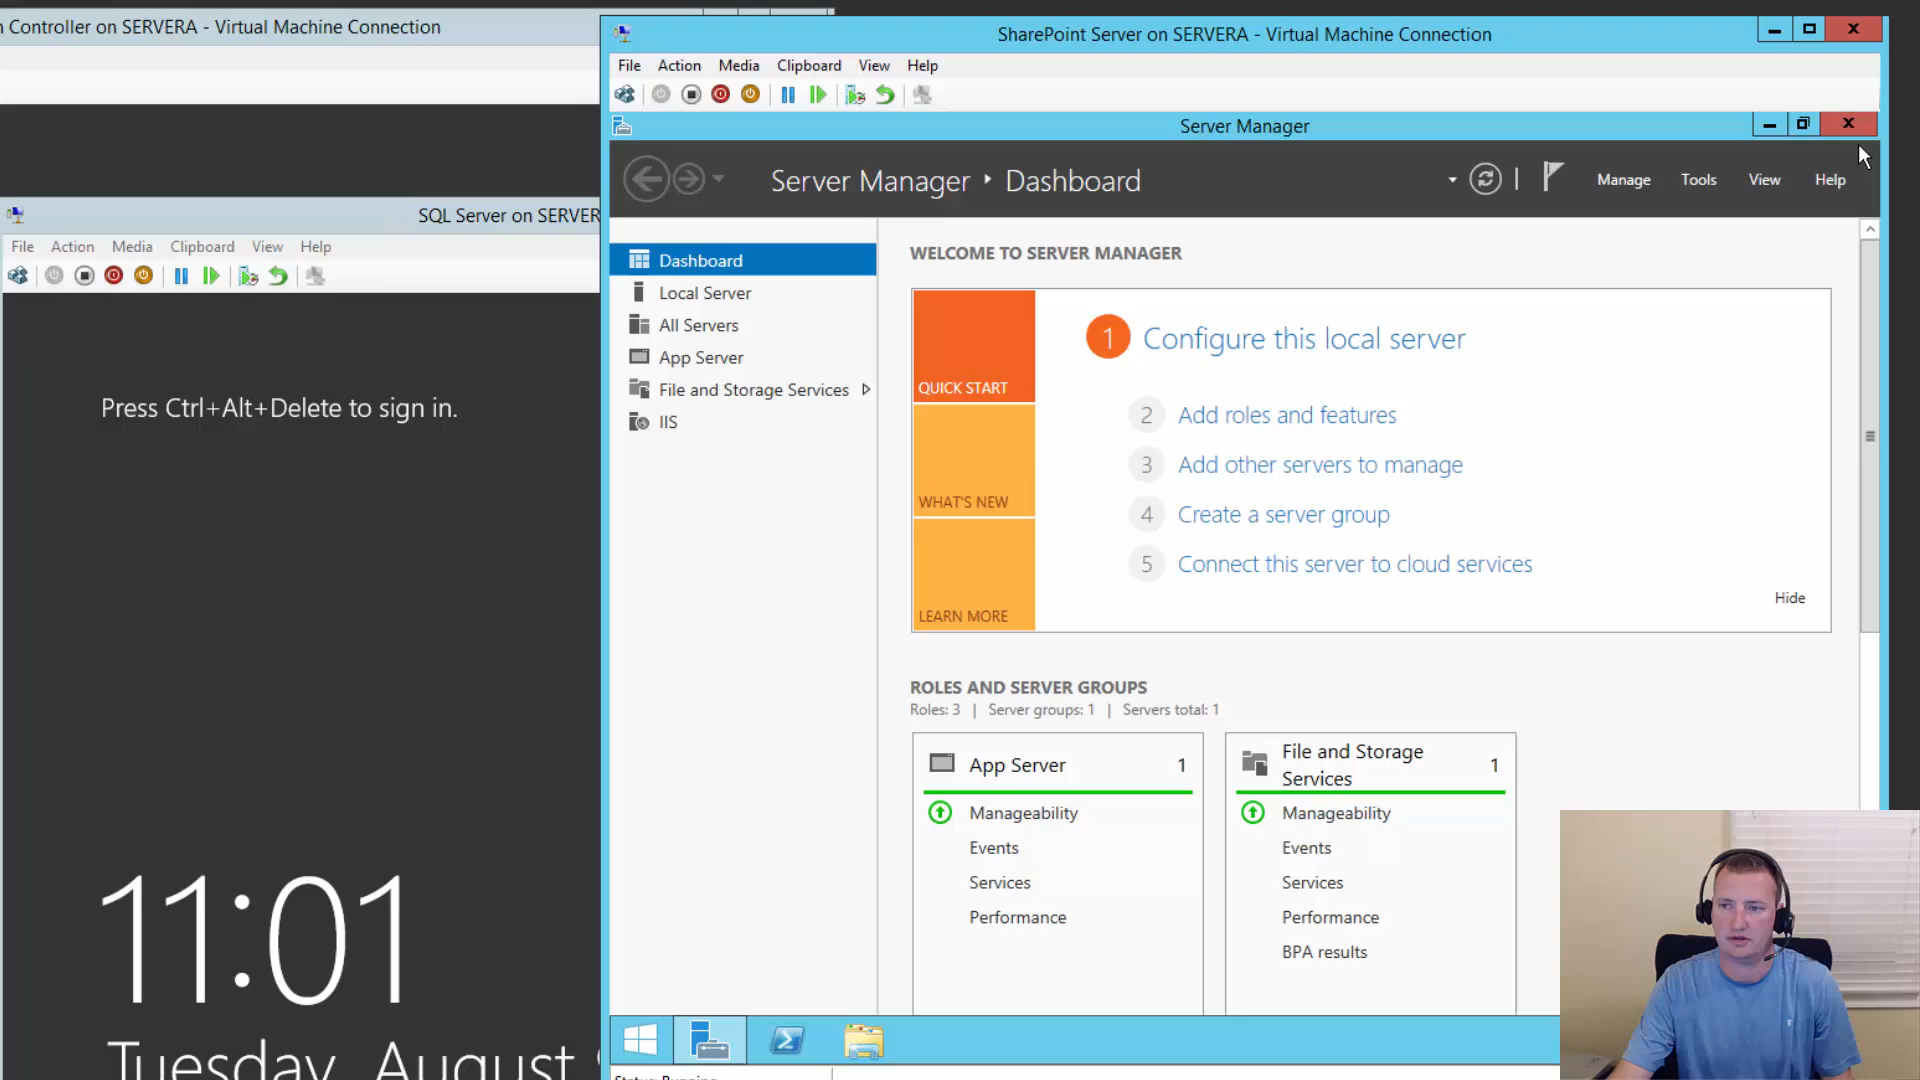 n Controller on SERVERA - Virtual Machine Connection
SharePoint Server on SERVERA - Virtual Machine Connection
File Action Media Clipboard View Help
Server Manager
Server Manager Dashboard
Manage Tools View Help
SQL Server on SERVER
File Action Media Clipboard View Help
Press Ctrl+Alt+Delete to sign in.
11:01
Tuesday, August
Dashboard
Local Server
All Servers
App Server
File and Storage Services
IIS
WELCOME TO SERVER MANAGER
QUICK START
WHAT'S NEW
LEARN MORE
1 Configure this local server
2 Add roles and features
3 Add other servers to manage
4 Create a server group
5 Connect this server to cloud services
Hide
ROLES AND SERVER GROUPS
Roles: 3 | Server groups: 1 | Servers total: 1
App Server 1
Manageability
Events
Services
Performance
File and Storage
Services 1
Manageability
Events
Services
Performance
BPA results
Status: Running